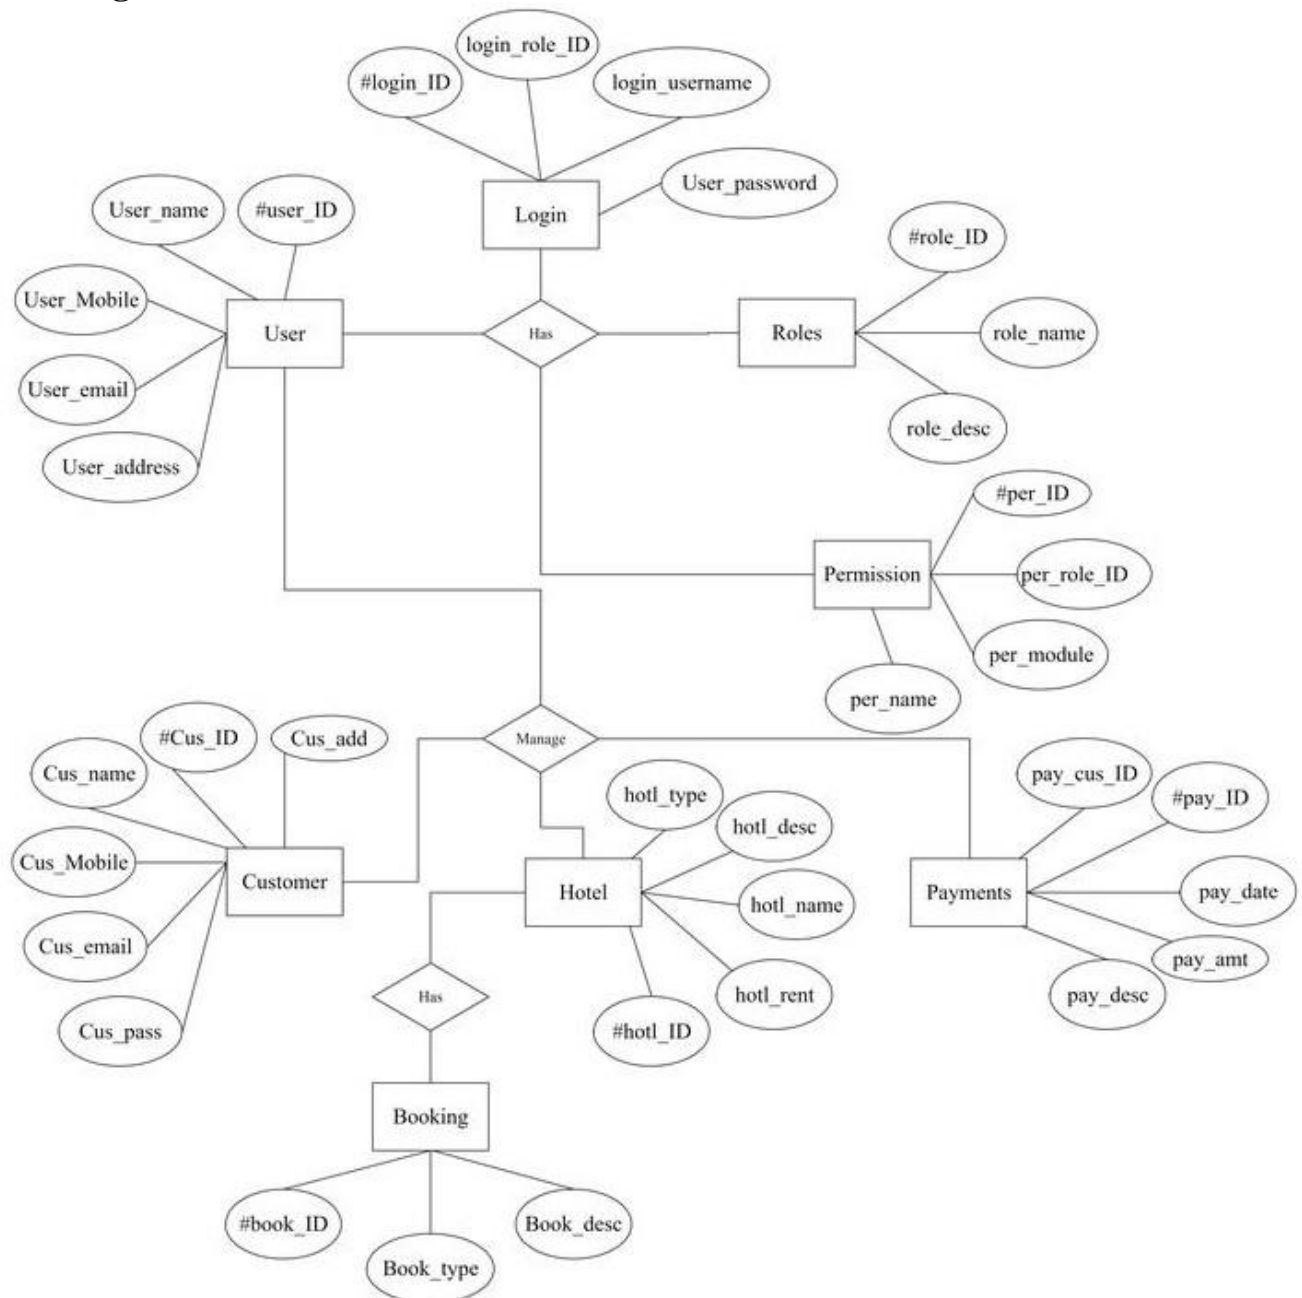 login_role_ID
#login_ID
login_username
User_password
Login
User_name
#user_ID
#role_ID
User_Mobile
User
Has
Roles
role_name
User_email
role_desc
User_address
#per_ID
Permission
per_role_ID
per_module
per_name
#Cus_ID
Cus_add
Manage
Cus_name
pay_cus_ID
hotl_type
#pay_ID
hotl_desc
Cus_Mobile
Customer
Hotel
Payments
pay_date
hotl_name
Cus_email
pay_amt
hotl_rent
pay_desc
Has
Cus_pass
#hotl_ID
Booking
#book_ID
Book_desc
Book_type